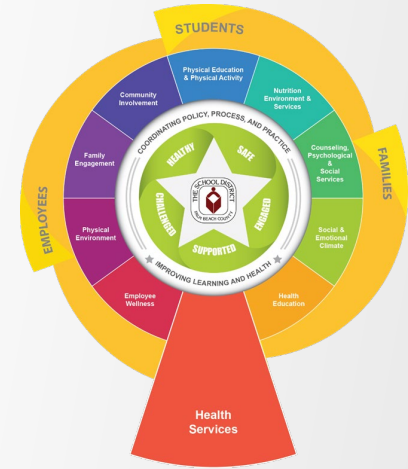 STUDENTS
Physical Education
& Physical Activity
Nutrition
Environment &
Services
Counseling,
Psychological
&
Social
Services
Social &
Emotional
Climate
Health
Education
Health
Services
Employee
Wellness
Physical
Environment
Family
Engagement
Community
Involvement
FAMILIES
EMPLOYEES
COORDINATING POLICY, PROCESS, AND PRACTICE
IMPROVING LEARNING AND HEALTH
HEALTHY
SAFE
ENGAGED
SUPPORTED
CHALLENGED
THE SCHOOL DISTRICT
PALM BEACH COUNTY